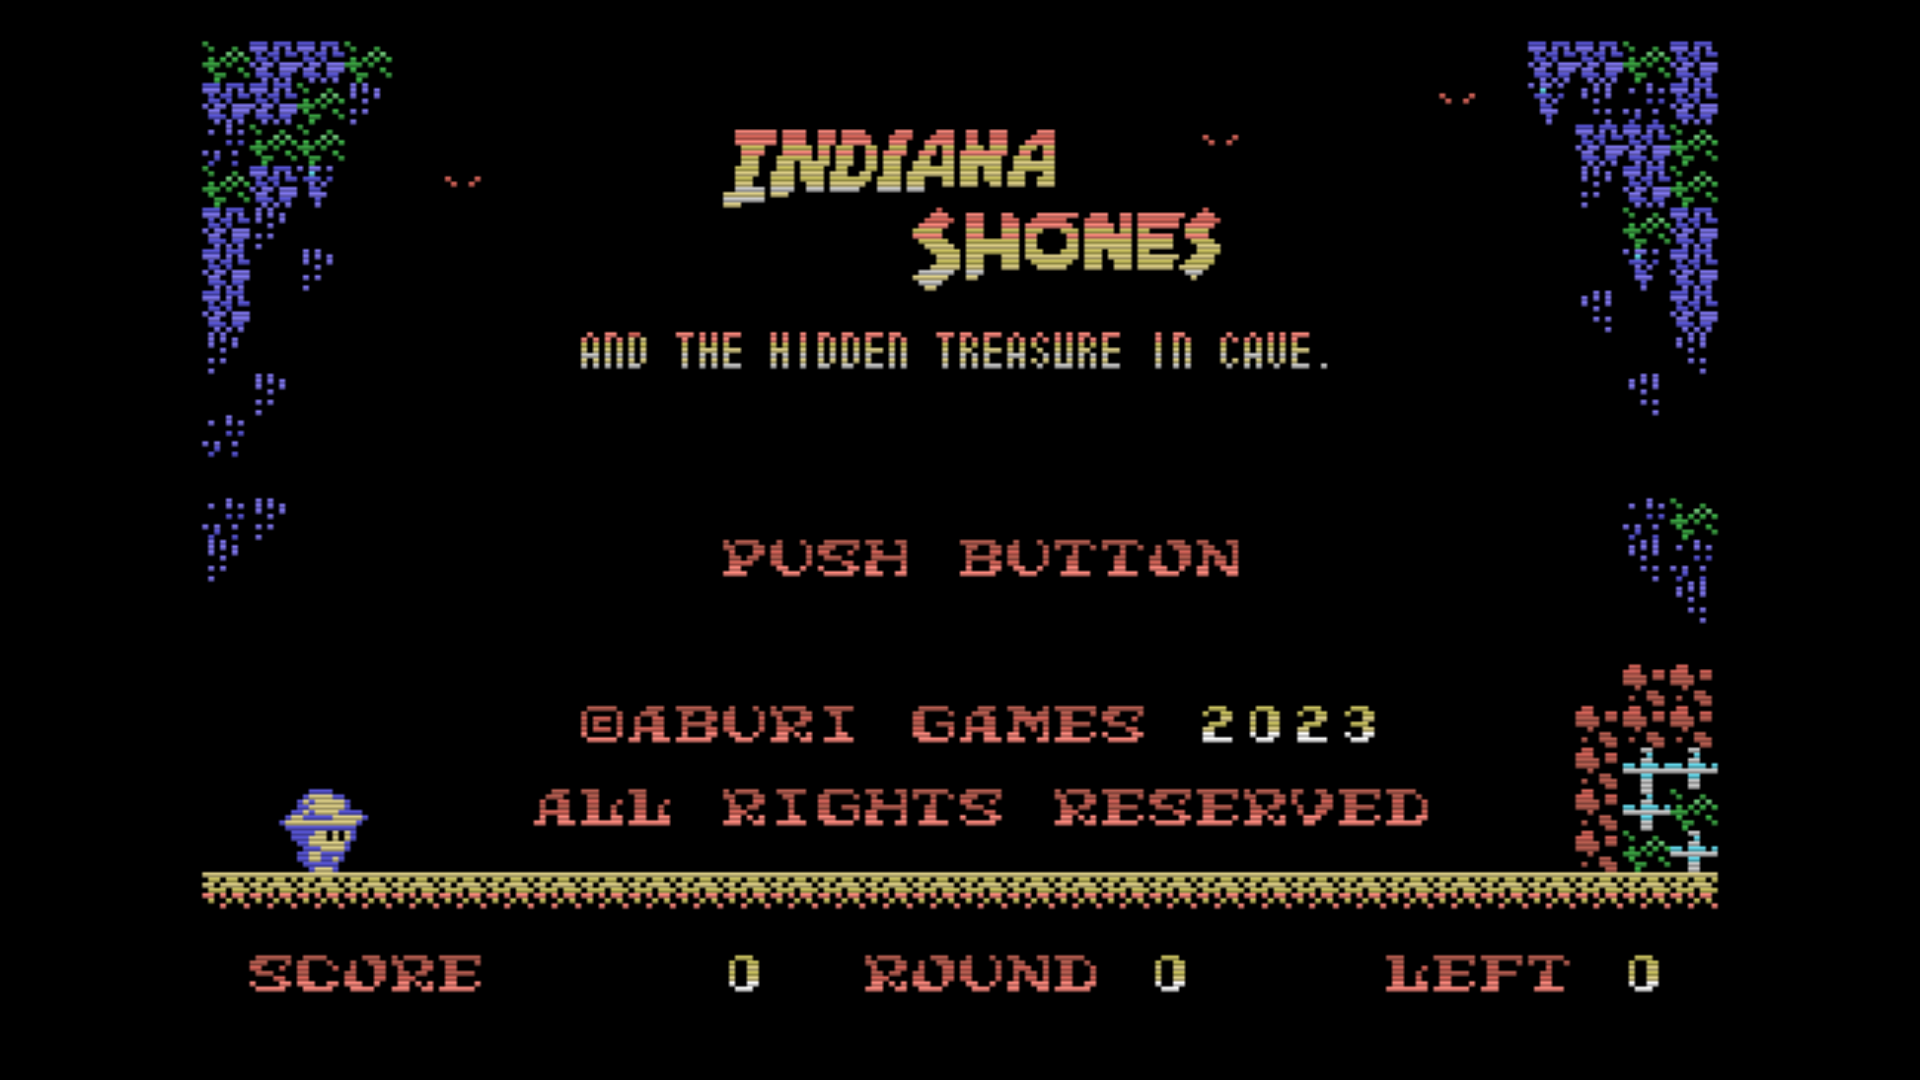 INDIANA
SHONES
AND THE HIDDEN TREASURE IN CAVE.
PUSH BUTTON
©ABURI GAMES 2023
ALL RIGHTS RESERVED
SCORE 0 ROUND 0 LEFT 0